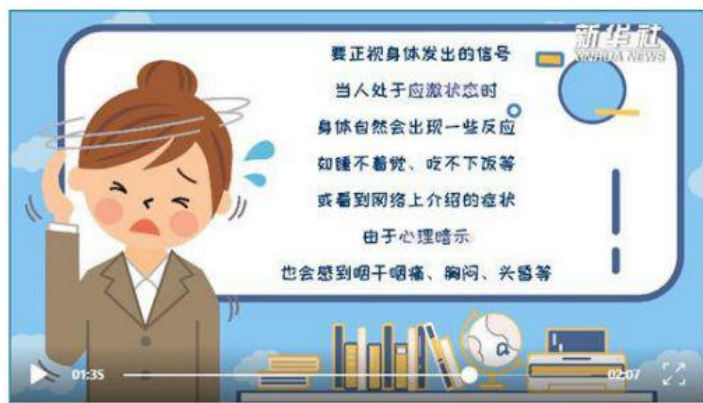 新华社
XINHUA NEWS
要正视身体发出的信号
当人处于应激状态时
身体自然会出现一些反应
如睡不着觉、吃不下饭等
或看到网络上介绍的症状
由于心理暗示
也会感到咽干咽痛、胸闷、头昏等
01:35
02:07